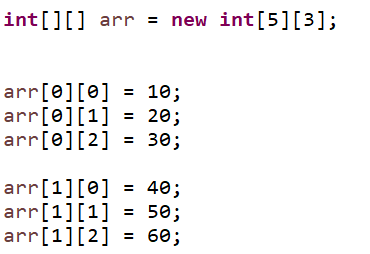 int[][] arr = new int[5][3];
arr[0][0] = 10;
arr[0][1] = 20;
arr[0][2] = 30;
arr[1][0] = 40;
arr[1][1] = 50;
arr[1][2] = 60;